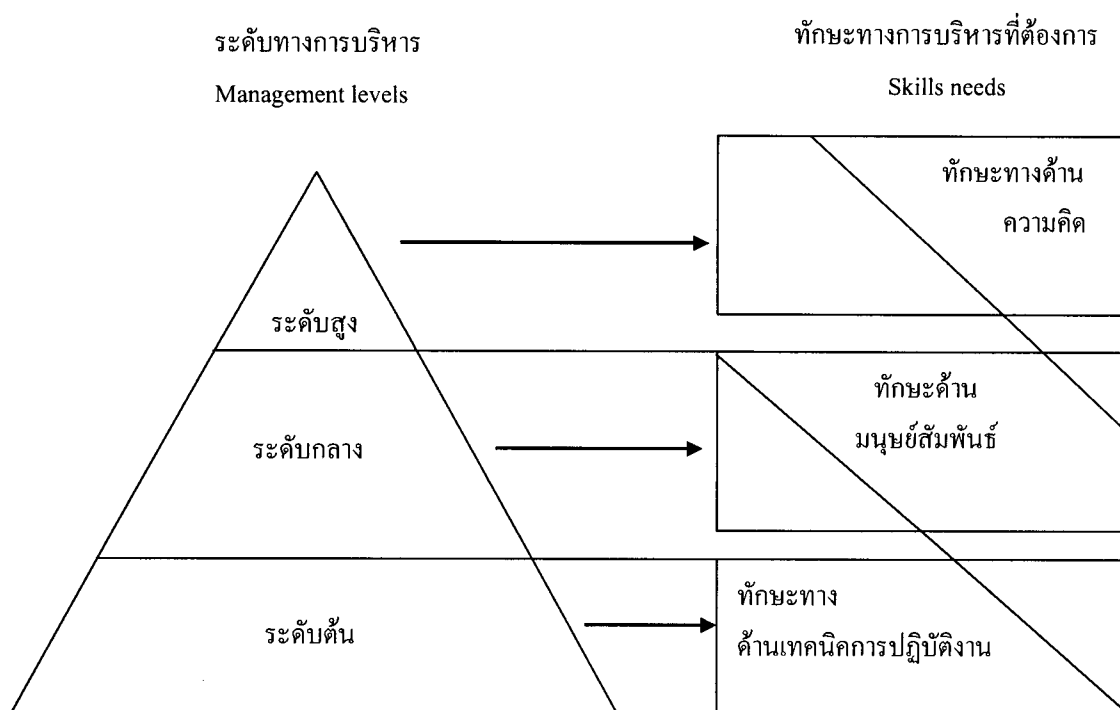 ระดับทางการบริหาร
Management levels
ทักษะทางการบริหารที่ต้องการ
Skills needs
ทักษะทางด้าน
ความคิด
ระดับสูง
ทักษะด้าน
มนุษย์สัมพันธ์
ระดับกลาง
ทักษะทาง
ด้านเทคนิคการปฏิบัติงาน
ระดับต้น